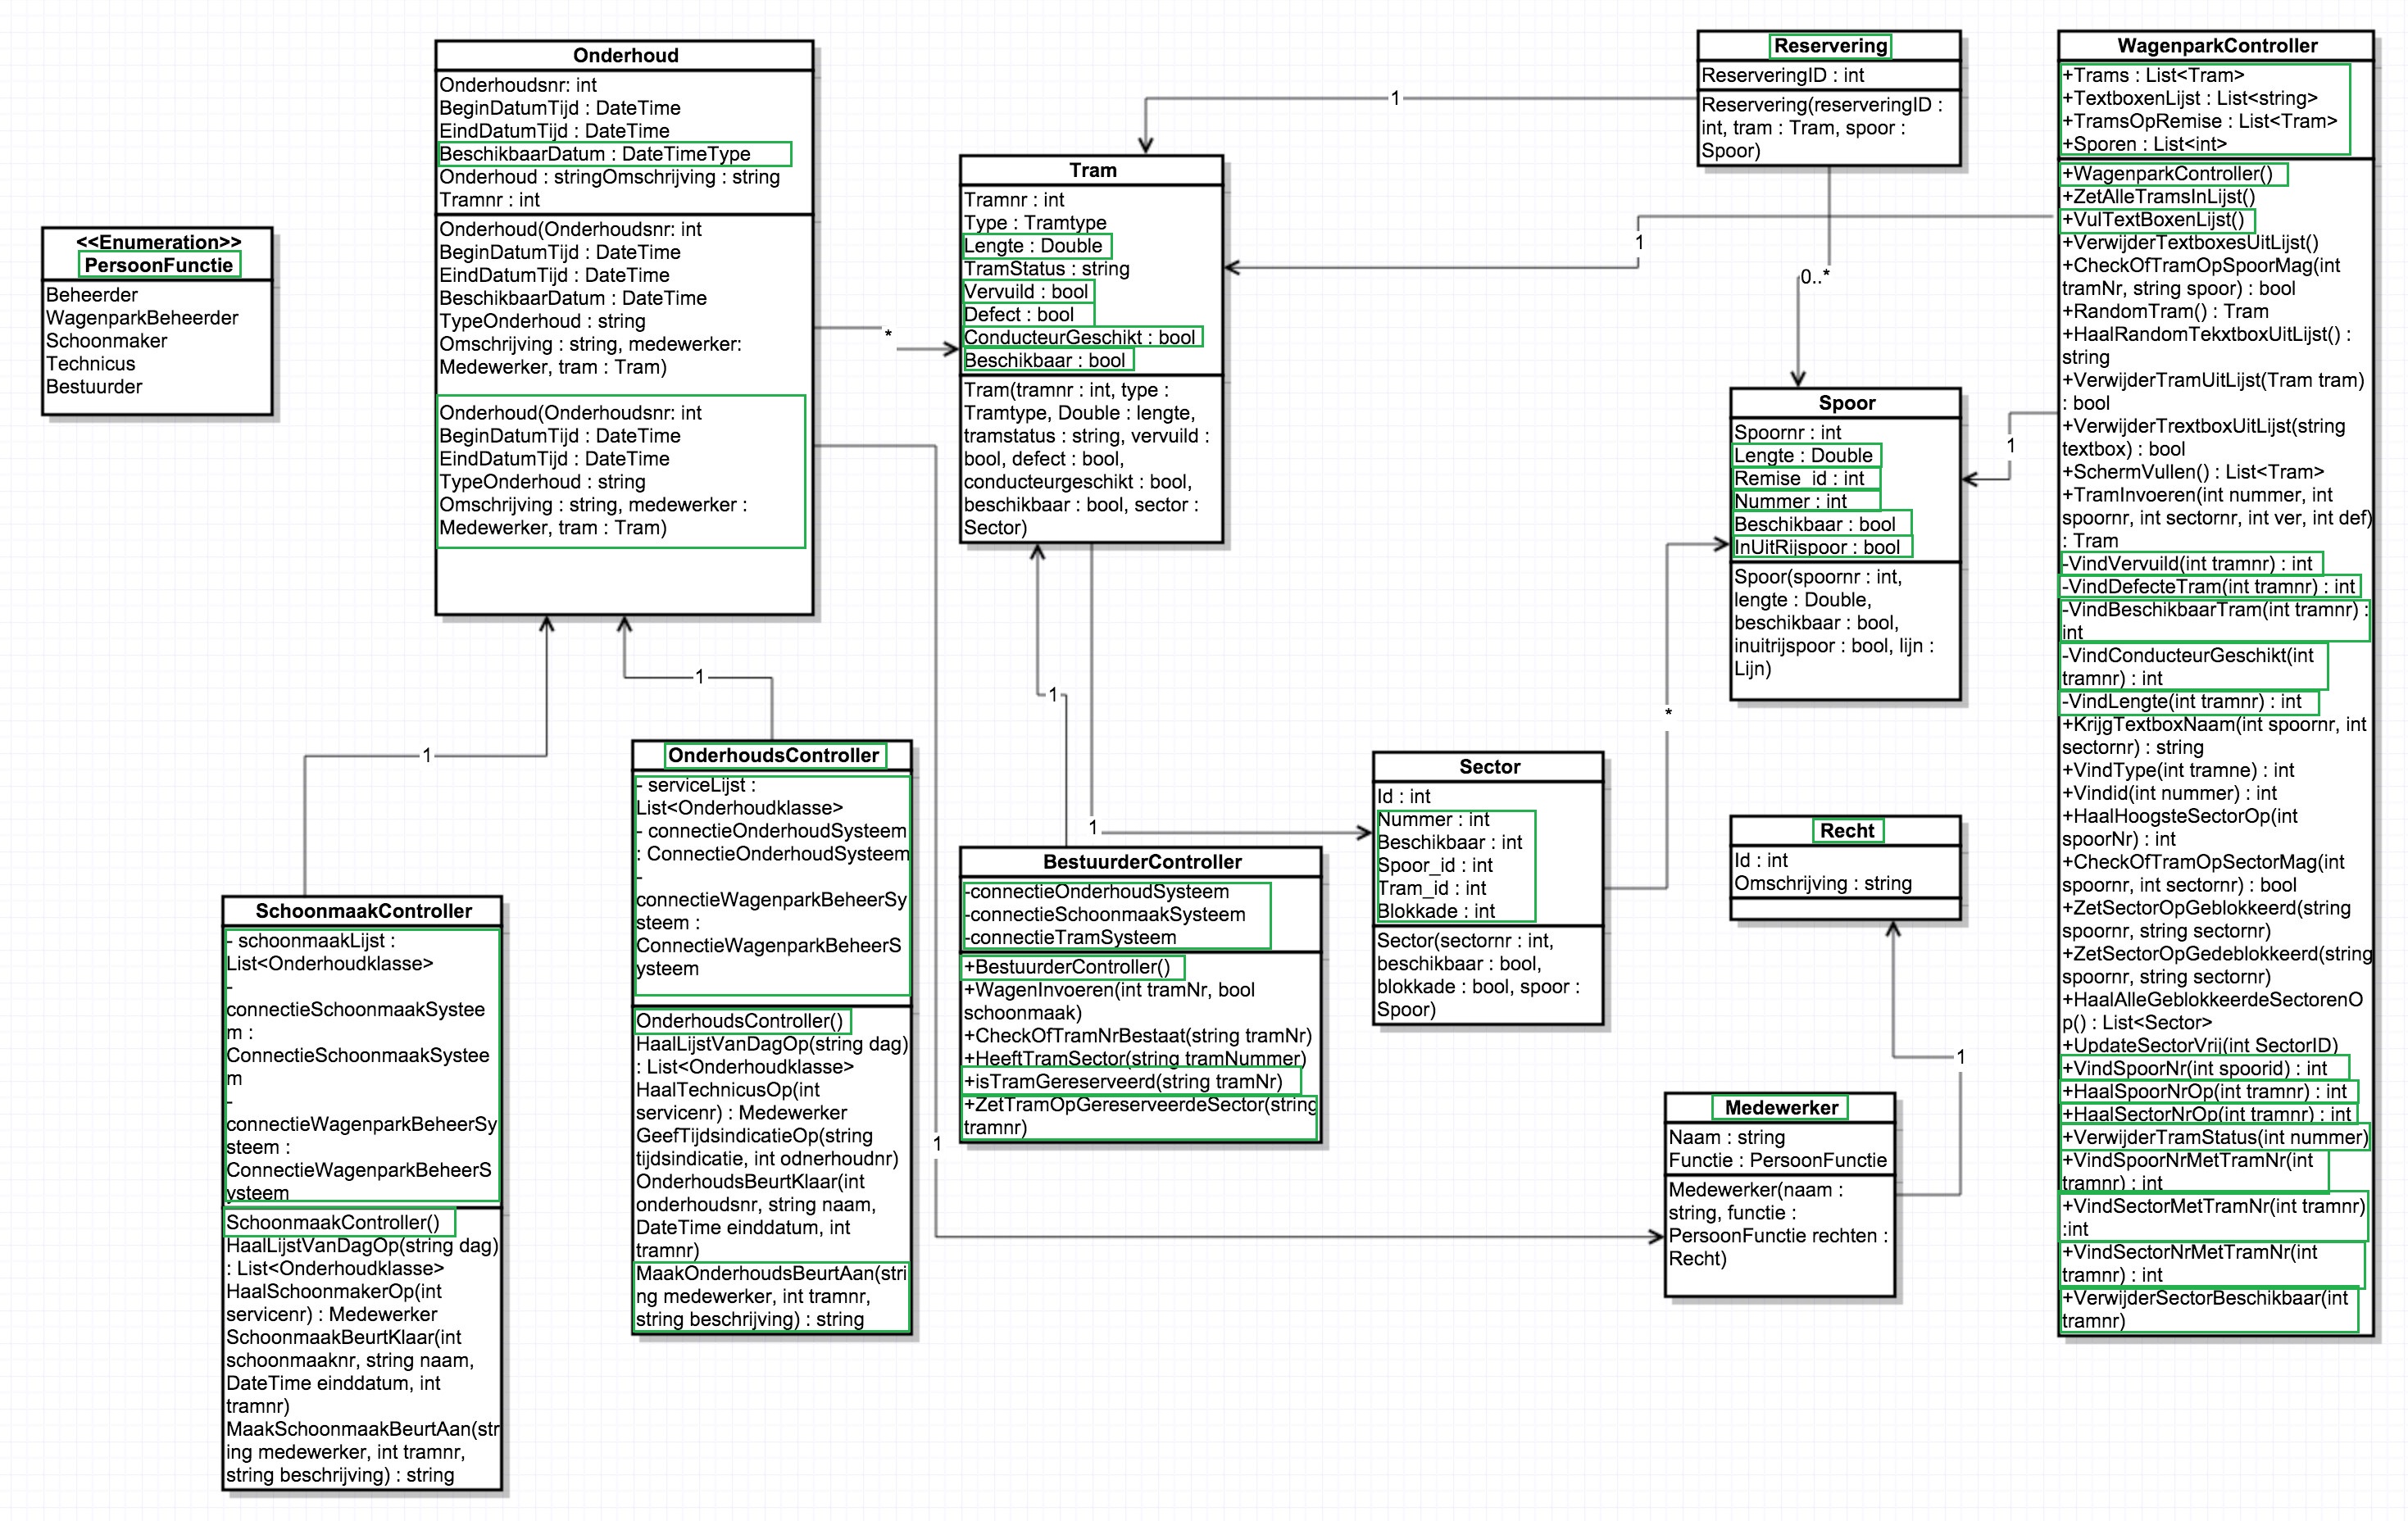 <<Enumeration>>
PersoonFunctie
Beheerder
WagenparkBeheerder
Schoonmaker
Technicus
Bestuurder
Onderhoud
Onderhoudsnr: int
BeginDatumTijd : DateTime
EindDatumTijd : DateTime
BeschikbaarDatum : DateTimeType
Onderhoud : stringOmschrijving : string
Tramnr : int
Onderhoud(Onderhoudsnr: int
BeginDatumTijd : DateTime
EindDatumTijd : DateTime
BeschikbaarDatum : DateTime
TypeOnderhoud : string
Omschrijving : string, medewerker:
Medewerker, tram : Tram)
Onderhoud(Onderhoudsnr: int
BeginDatumTijd : DateTime
EindDatumTijd : DateTime
TypeOnderhoud : string
Omschrijving : string, medewerker :
Medewerker, tram : Tram)
*
1
1
1
SchoonmaakController
- schoonmaakLijst :
List<Onderhoudklasse>
-
connectieSchoonmaakSystee
m :
ConnectieSchoonmaakSystee
m
-
connectieWagenparkBeheerSy
steem :
ConnectieWagenparkBeheerS
ysteem
SchoonmaakController()
HaalLijstVanDagOp(string dag)
: List<Onderhoudklasse>
HaalSchoonmakerOp(int
servicenr) : Medewerker
SchoonmaakBeurtKlaar(int
schoonmaaknr, string naam,
DateTime einddatum, int
tramnr)
MaakSchoonmaakBeurtAan(str
ing medewerker, int tramnr,
string beschrijving) : string
OnderhoudsController
- serviceLijst :
List<Onderhoudklasse>
- connectieOnderhoudSysteem
: ConnectieOnderhoudSysteem
-
connectieWagenparkBeheerSy
steem :
ConnectieWagenparkBeheerS
ysteem
OnderhoudsController()
HaalLijstVanDagOp(string dag)
: List<Onderhoudklasse>
HaalTechnicusOp(int
servicenr) : Medewerker
GeefTijdsindicatieOp(string
tijdsindicatie, int odnerhoudnr)
OnderhoudsBeurtKlaar(int
onderhoudsnr, string naam,
DateTime einddatum, int
tramnr)
MaakOnderhoudsBeurtAan(stri
ng medewerker, int tramnr,
string beschrijving) : string
Tram
Tramnr : int
Type : Tramtype
Lengte : Double
TramStatus : string
Vervuild : bool
Defect : bool
ConducteurGeschikt : bool
Beschikbaar : bool
Tram(tramnr : int, type :
Tramtype, Double : lengte,
tramstatus : string, vervuild :
bool, defect : bool,
conducteurgeschikt : bool,
beschikbaar : bool, sector :
Sector)
1
1
BestuurderController
-connectieOnderhoudSysteem
-connectieSchoonmaakSysteem
-connectieTramSysteem
+BestuurderController()
+WagenInvoeren(int tramNr, bool
schoonmaak)
+CheckOfTramNrBestaat(string tramNr)
+HeeftTramSector(string tramNummer)
+isTramGereserveerd(string tramNr)
+ZetTramOpGereserveerdeSector(string
tramnr)
Sector
Id : int
Nummer : int
Beschikbaar : int
Spoor_id : int
Tram_id : int
Blokkade : int
Sector(sectornr : int,
beschikbaar : bool,
blokkade : bool, spoor :
Spoor)
*
Reservering
ReserveringID : int
Reservering(reserveringID :
int, tram : Tram, spoor :
Spoor)
1
1
0..*
1
Spoor
Spoornr : int
Lengte : Double
Remise_id : int
Nummer : int
Beschikbaar : bool
InUitRijspoor : bool
Spoor(spoornr : int,
lengte : Double,
beschikbaar : bool,
inuitrijspoor : bool, lijn :
Lijn)
Recht
Id : int
Omschrijving : string
1
Medewerker
Naam : string
Functie : PersoonFunctie
Medewerker(naam :
string, functie :
PersoonFunctie rechten :
Recht)
WagenparkController
+Trams : List<Tram>
+TextboxenLijst : List<string>
+TramsOpRemise : List<Tram>
+Sporen : List<int>
+WagenparkController()
+ZetAlleTramsInLijst()
+VulTextBoxenLijst()
+VerwijderTextboxesUitLijst()
+CheckOfTramOpSpoorMag(int
tramNr, string spoor) : bool
+RandomTram() : Tram
+HaalRandomTekxtboxUitLijst() :
string
+VerwijderTramUitLijst(Tram tram)
: bool
+VerwijderTrextboxUitLijst(string
textbox) : bool
+SchermVullen() : List<Tram>
+TramInvoeren(int nummer, int
spoornr, int sectornr, int ver, int def)
: Tram
-VindVervuild(int tramnr) : int
-VindDefecteTram(int tramnr) : int
-VindBeschikbaarTram(int tramnr) :
int
-VindConducteurGeschikt(int
tramnr) : int
-VindLengte(int tramnr) : int
+KrijgTextboxNaam(int spoornr, int
sectornr) : string
+VindType(int tramne) : int
+Vindid(int nummer) : int
+HaalHoogsteSectorOp(int
spoorNr) : int
+CheckOfTramOpSectorMag(int
spoornr, int sectornr) : bool
+ZetSectorOpGeblokkeerd(string
spoornr, string sectornr)
+ZetSectorOpGedeblokkeerd(string
spoornr, string sectornr)
+HaalAlleGeblokkeerdeSectorenO
p() : List<Sector>
+UpdateSectorVrij(int SectorID)
+VindSpoorNr(int spoorid) : int
+HaalSpoorNrOp(int tramnr) : int
+HaalSectorNrOp(int tramnr) : int
+VerwijderTramStatus(int nummer)
+VindSpoorNrMetTramNr(int
tramnr) : int
+VindSectorMetTramNr(int tramnr)
:int
+VindSectorNrMetTramNr(int
tramnr) : int
+VerwijderSectorBeschikbaar(int
tramnr)